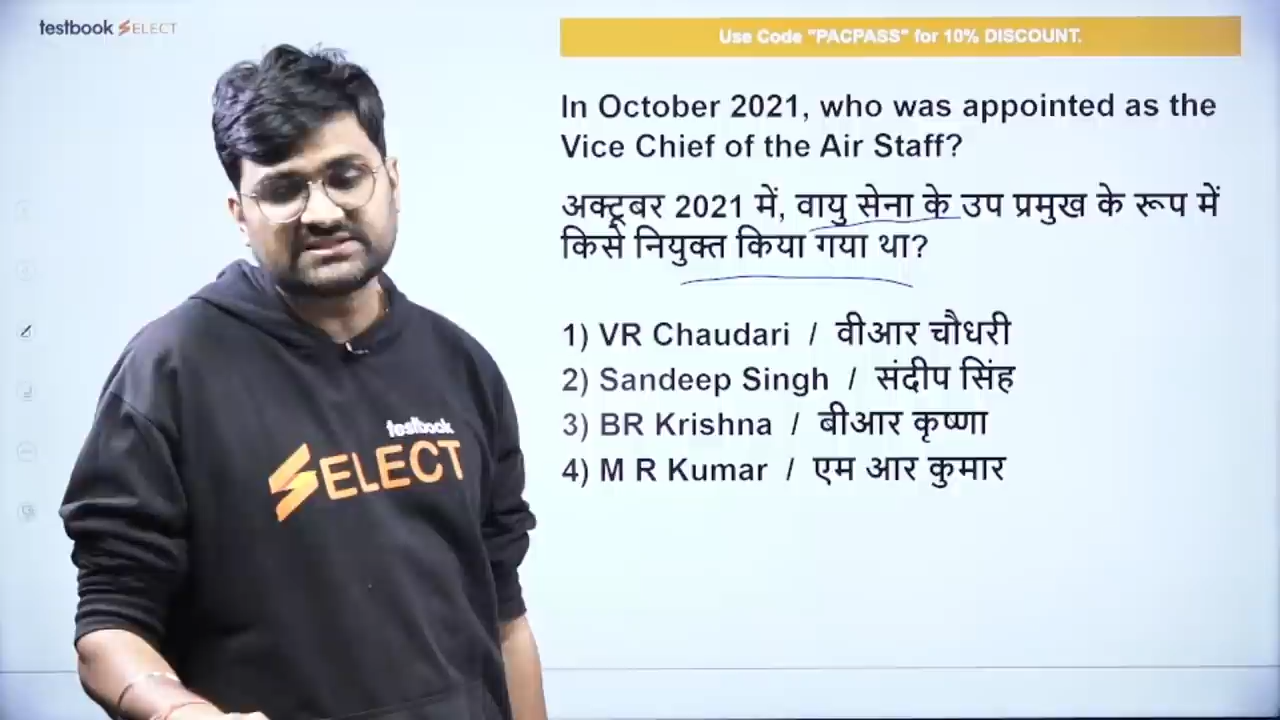 testbook SELECT
Use Code "PACPASS" for 10% DISCOUNT.
In October 2021, who was appointed as the
Vice Chief of the Air Staff?
अक्टूबर 2021 में, वायु सेना के उप प्रमुख के रूप में
किसे नियुक्त किया गया था?
1) VR Chaudari / वीआर चौधरी
2) Sandeep Singh / संदीप सिंह
3) BR Krishna / बीआर कृष्णा
4) M R Kumar / एम आर कुमार
testbook
SELECT